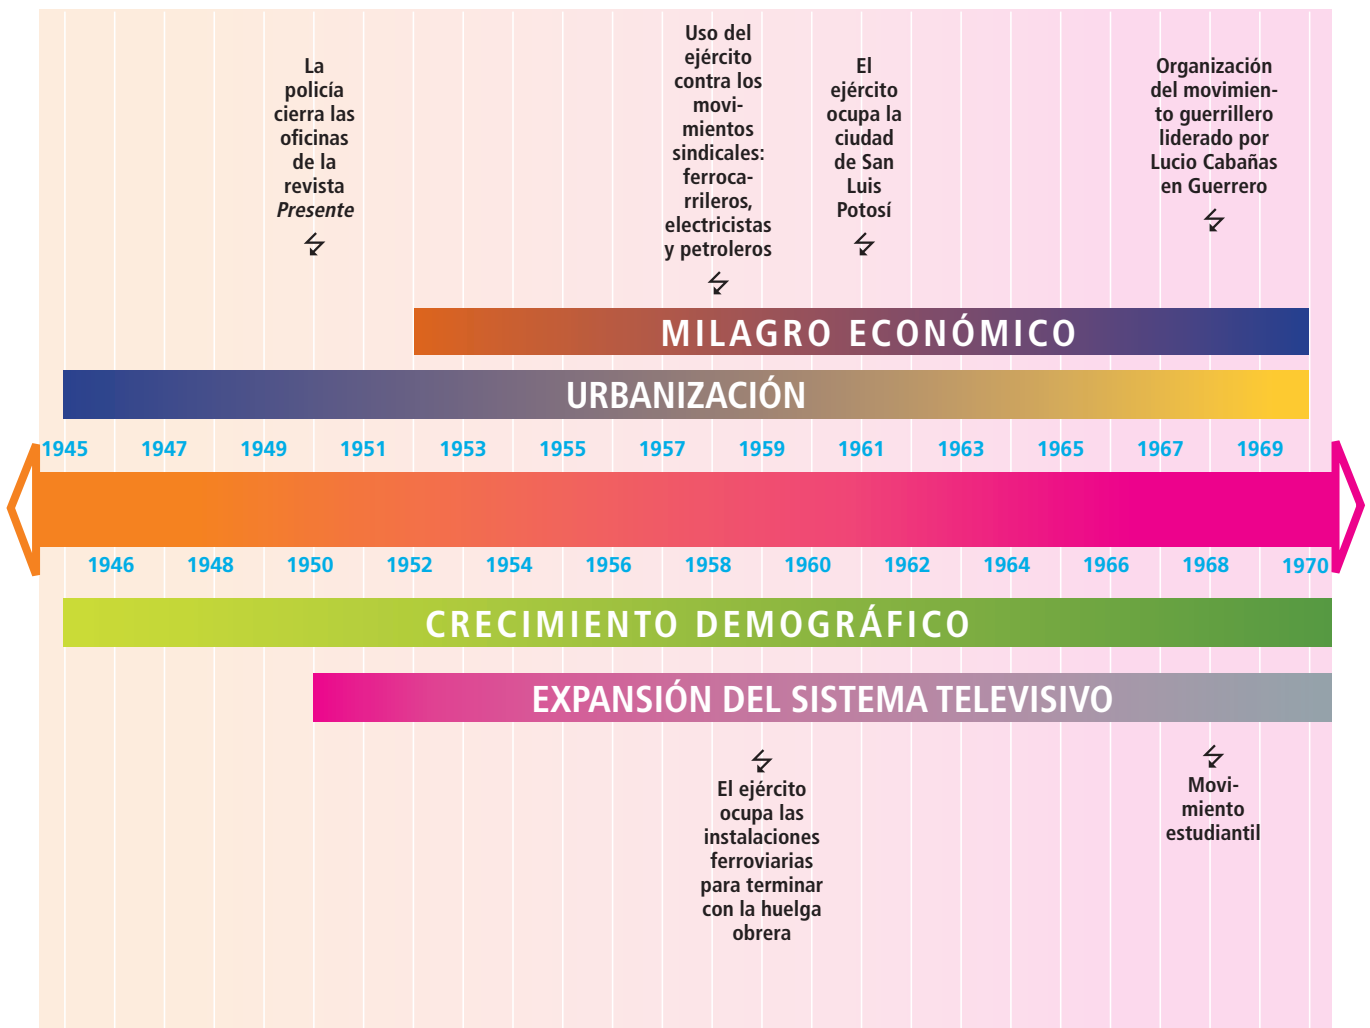 La
policía
cierra las
oficinas
de la
revista
Presente
Uso del
ejército
contra los
movi-
mientos
sindicales:
ferroca-
rrileros,
electricistas
y petroleros
El
ejército
ocupa la
ciudad
de San
Luis
Potosí
Organización
del movimien-
to guerrillero
liderado por
Lucio Cabañas
en Guerrero
MILAGRO ECONÓMICO
URBANIZACIÓN
1945 1947 1949 1951 1953 1955 1957 1959 1961 1963 1965 1967 1969
1946 1948 1950 1952 1954 1956 1958 1960 1962 1964 1966 1968 1970
CRECIMIENTO DEMOGRÁFICO
EXPANSIÓN DEL SISTEMA TELEVISIVO
El ejército
ocupa las
instalaciones
ferroviarias
para terminar
con la huelga
obrera
Movi-
miento
estudiantil